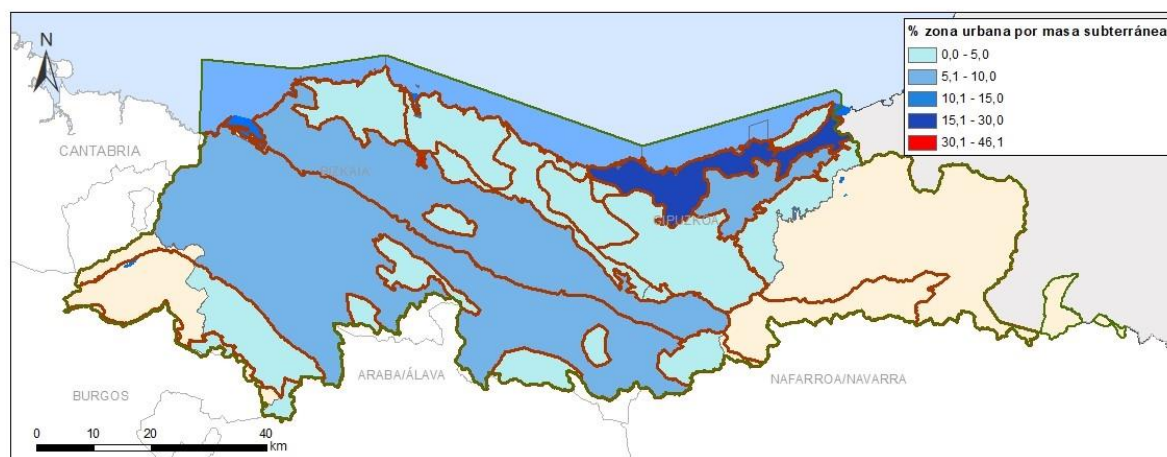 % zona urbana por masa subterránea
0,0 - 5,0
5,1 - 10,0
10,1 - 15,0
15,1 - 30,0
30,1 - 46,1
N
CANTABRIA
BIZKAIA
GIPUZKOA
ARABA/ÁLAVA
NAFARROA/NAVARRA
BURGOS
0 10 20 40
km